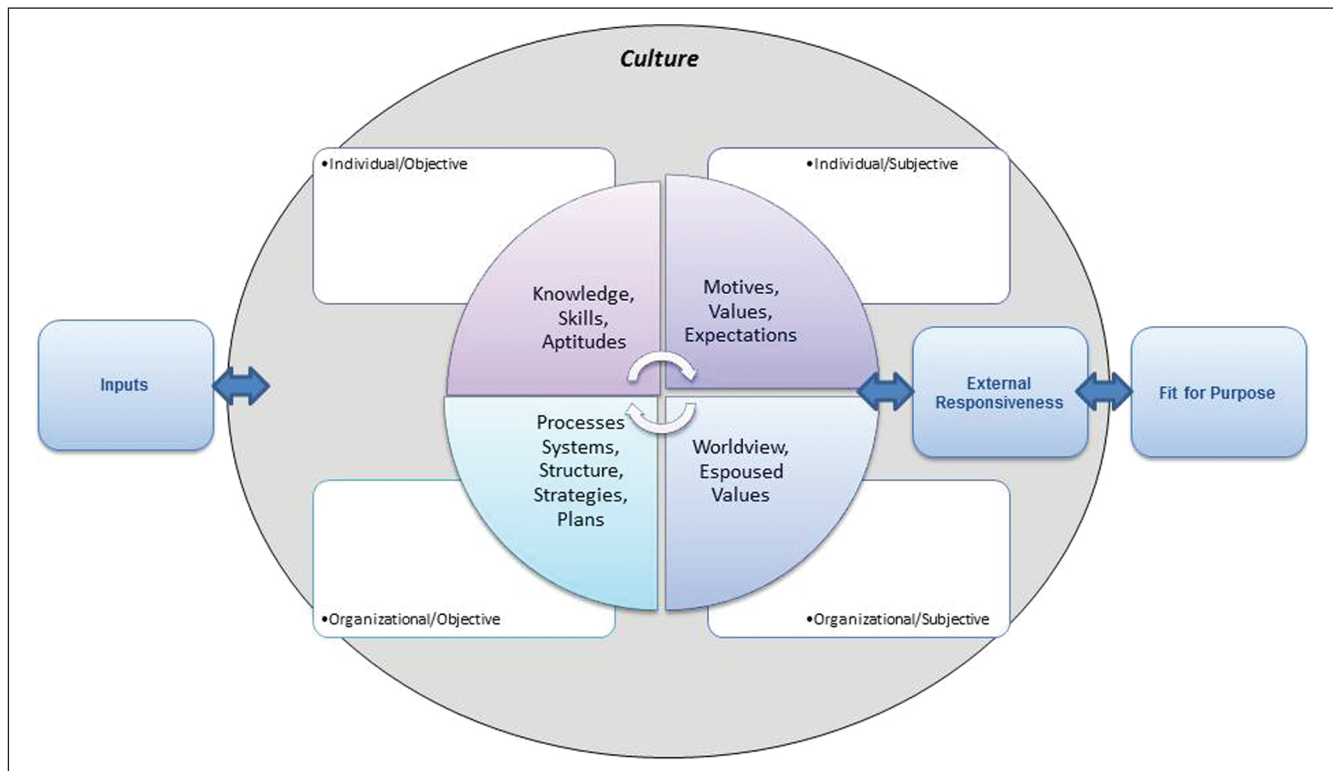 Culture
•Individual/Objective
•Individual/Subjective
Knowledge,
Skills,
Aptitudes
Motives,
Values,
Expectations
Inputs
External
Responsiveness
Fit for Purpose
Processes
Systems,
Structure,
Strategies,
Plans
Worldview,
Espoused
Values
•Organizational/Objective
•Organizational/Subjective